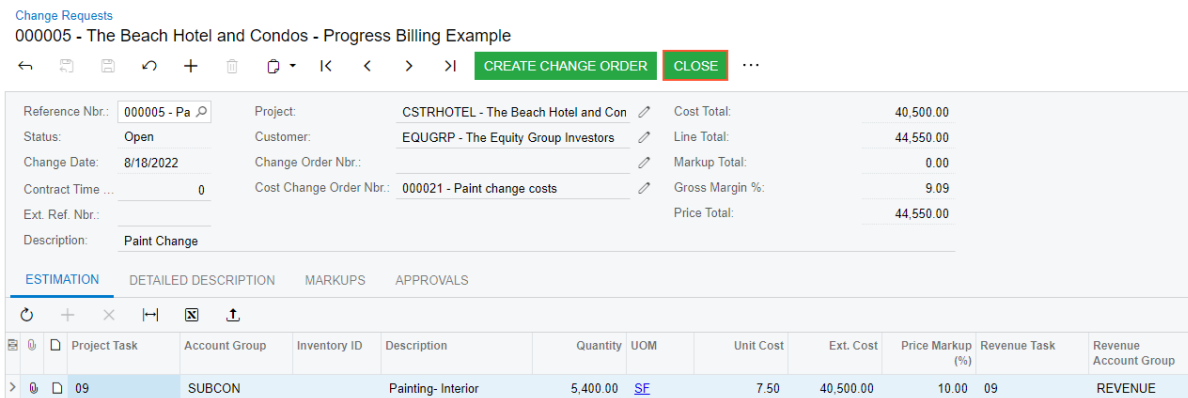 Change Requests
000005 - The Beach Hotel and Condos - Progress Billing Example
CREATE CHANGE ORDER CLOSE ...
Reference Nbr.: 000005 - Pa Project: CSTRHOTEL - The Beach Hotel and Con Cost Total: 40,500.00
Status: Open Customer: EQUGRP - The Equity Group Investors Line Total: 44,550.00
Change Date: 8/18/2022 Change Order Nbr.: Markup Total: 0.00
Contract Time ... 0 Cost Change Order Nbr.: 000021 - Paint change costs Gross Margin %: 9.09
Ext. Ref. Nbr.: Price Total: 44,550.00
Description: Paint Change
ESTIMATION DETAILED DESCRIPTION MARKUPS APPROVALS
Project Task Account Group Inventory ID Description Quantity UOM Unit Cost Ext. Cost Price Markup (%) Revenue Task Revenue Account Group
09 SUBCON Painting- Interior 5,400.00 SF 7.50 40,500.00 10.00 09 REVENUE